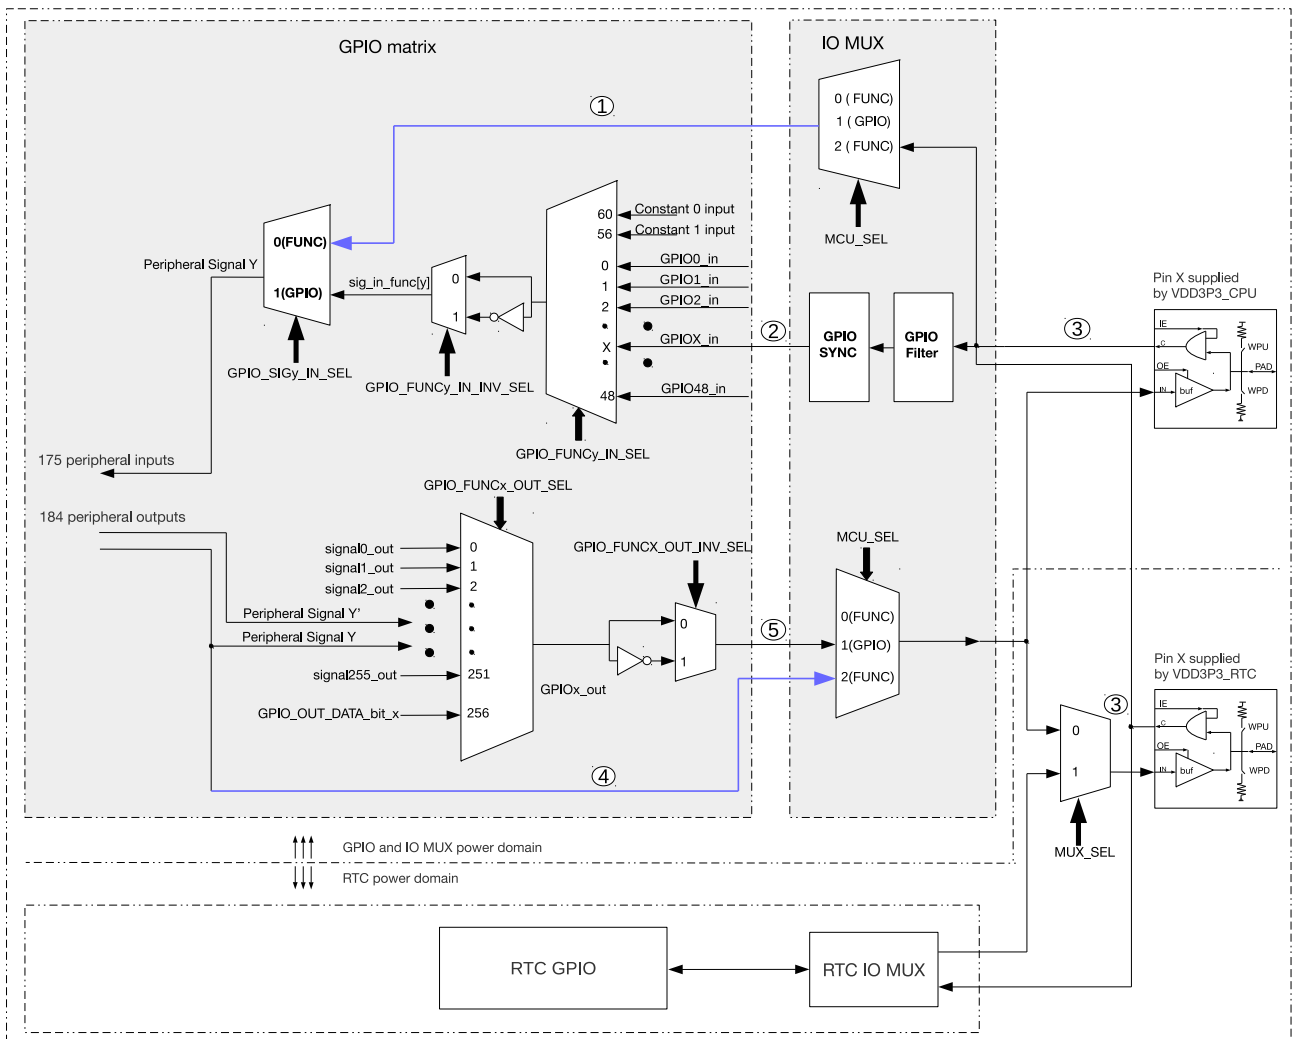 GPIO matrix
IO MUX
0 ( FUNC)
1 ( GPIO)
2 ( FUNC)
MCU_SEL
1
0(FUNC)
1(GPIO)
Peripheral Signal Y
GPIO_SIGy_IN_SEL
sig_in_func[y]
0
1
GPIO_FUNCy_IN_INV_SEL
60
Constant 0 input
56
Constant 1 input
0
GPIO0_in
1
GPIO1_in
2
GPIO2_in
X
GPIOX_in
48
GPIO48_in
GPIO_FUNCy_IN_SEL
2
GPIO
SYNC
GPIO
Filter
3
Pin X supplied
by VDD3P3_CPU
IE
C
OE
IN
buf
WPU
PAD
WPD
175 peripheral inputs
184 peripheral outputs
GPIO_FUNCx_OUT_SEL
signal0_out
0
signal1_out
1
signal2_out
2
Peripheral Signal Y'
Peripheral Signal Y
signal255_out
251
GPIO_OUT_DATA_bit_x
256
GPIOx_out
GPIO_FUNCX_OUT_INV_SEL
0
1
5
4
MCU_SEL
0(FUNC)
1(GPIO)
2(FUNC)
0
1
MUX_SEL
3
Pin X supplied
by VDD3P3_RTC
IE
C
OE
IN
buf
WPU
PAD
WPD
GPIO and IO MUX power domain
RTC power domain
RTC GPIO
RTC IO MUX